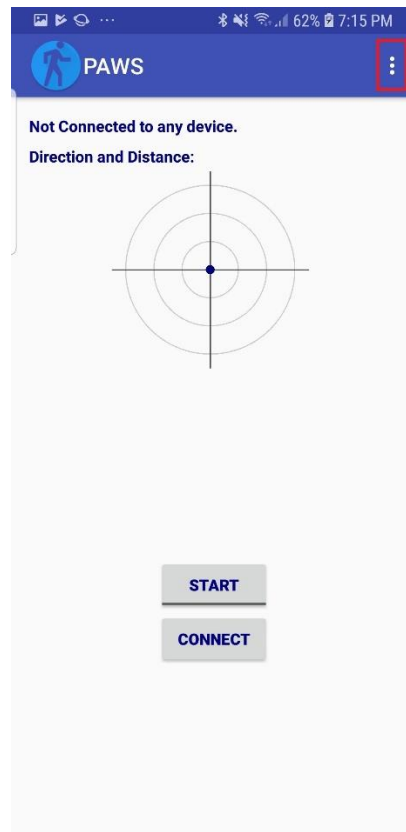 62% 7:15 PM
PAWS
Not Connected to any device.
Direction and Distance:
START
CONNECT